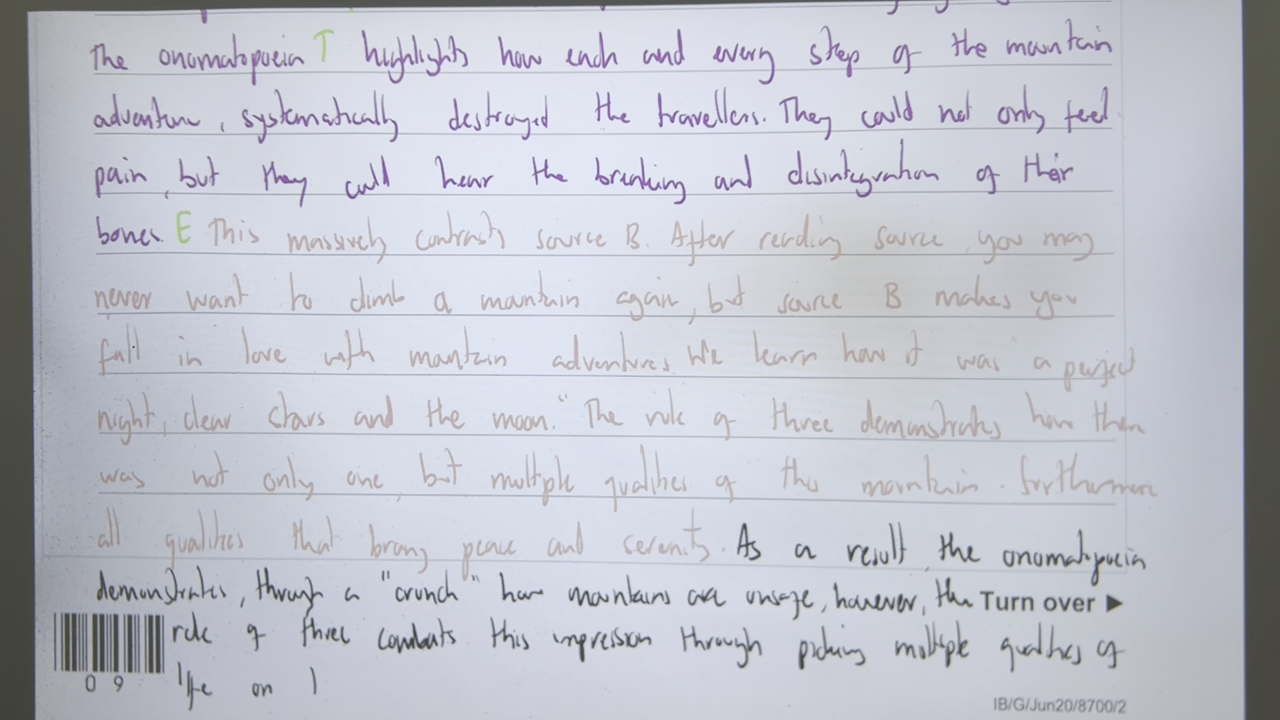 The onomatopoeia T highlights how each and every step of the mountain
adventure, systematically destroyed the travellers. They could not only feel
pain, but they could hear the breaking and disintegration of their
bones. E This massively contrasts source B. After reading source, you may
never want to climb a mountain again, but source B makes you
fall in love with mountain adventures. We learn how it was a perfect
night, clear stars and the moon." The rule of three demonstrates how there
was not only one, but multiple qualities of the mountain. furthermore
all qualities that brang peace and serenity. As a result, the onomatopoeia
demonstrates, through a "crunch" how mountains are unsafe, however, the Turn over ▶
rule of three combats this impression through picking multiple qualities of
life on
0 9
IB/G/Jun20/8700/2